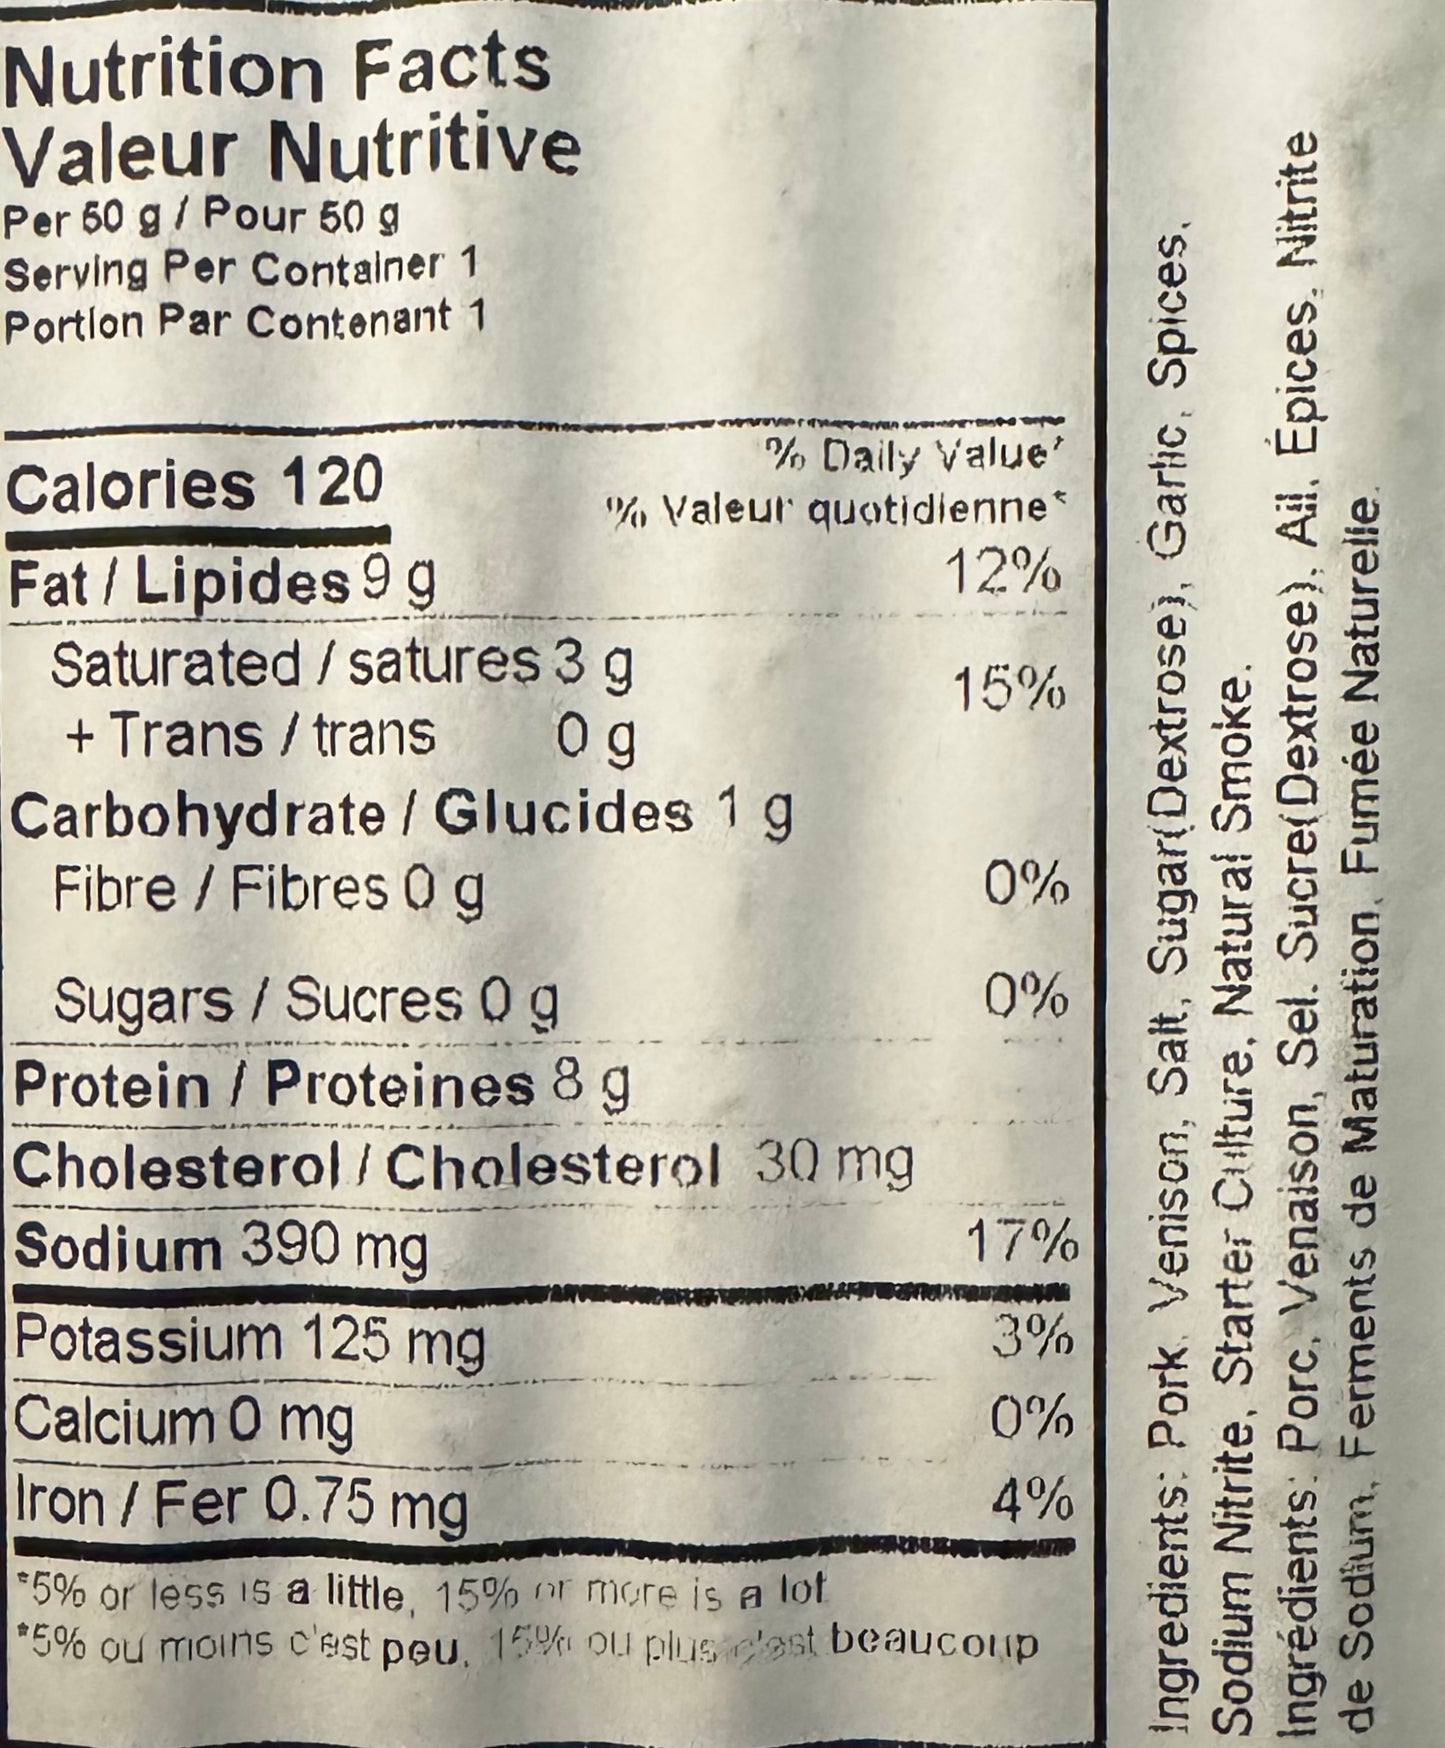 Nutrition Facts
Valeur Nutritive
Per 50 g / Pour 50 g
Serving Per Container 1
Portion Par Contenant 1
% Daily Value*
Calories 120
% Valeur quotidienne*
Fat / Lipides 9 g 12%
Saturated / satures 3 g 15%
+ Trans / trans 0 g
Carbohydrate / Glucides 1 g
Fibre / Fibres 0 g 0%
Sugars / Sucres 0 g 0%
Protein / Proteines 8 g
Cholesterol / Cholesterol 30 mg
Sodium 390 mg 17%
Potassium 125 mg 3%
Calcium 0 mg 0%
Iron / Fer 0.75 mg 4%
*5% or less is a little, 15% or more is a lot
*5% ou moins c'est peu, 15% ou plus c'est beaucoup
Ingredients: Pork, Venison, Salt, Sugar(Dextrose), Garlic, Spices,
Sodium Nitrite, Starter Culture, Natural Smoke.
Ingrédients: Porc, Venaison, Sel, Sucre(Dextrose), Ail, Épices, Nitrite
de Sodium, Ferments de Maturation, Fumée Naturelle.